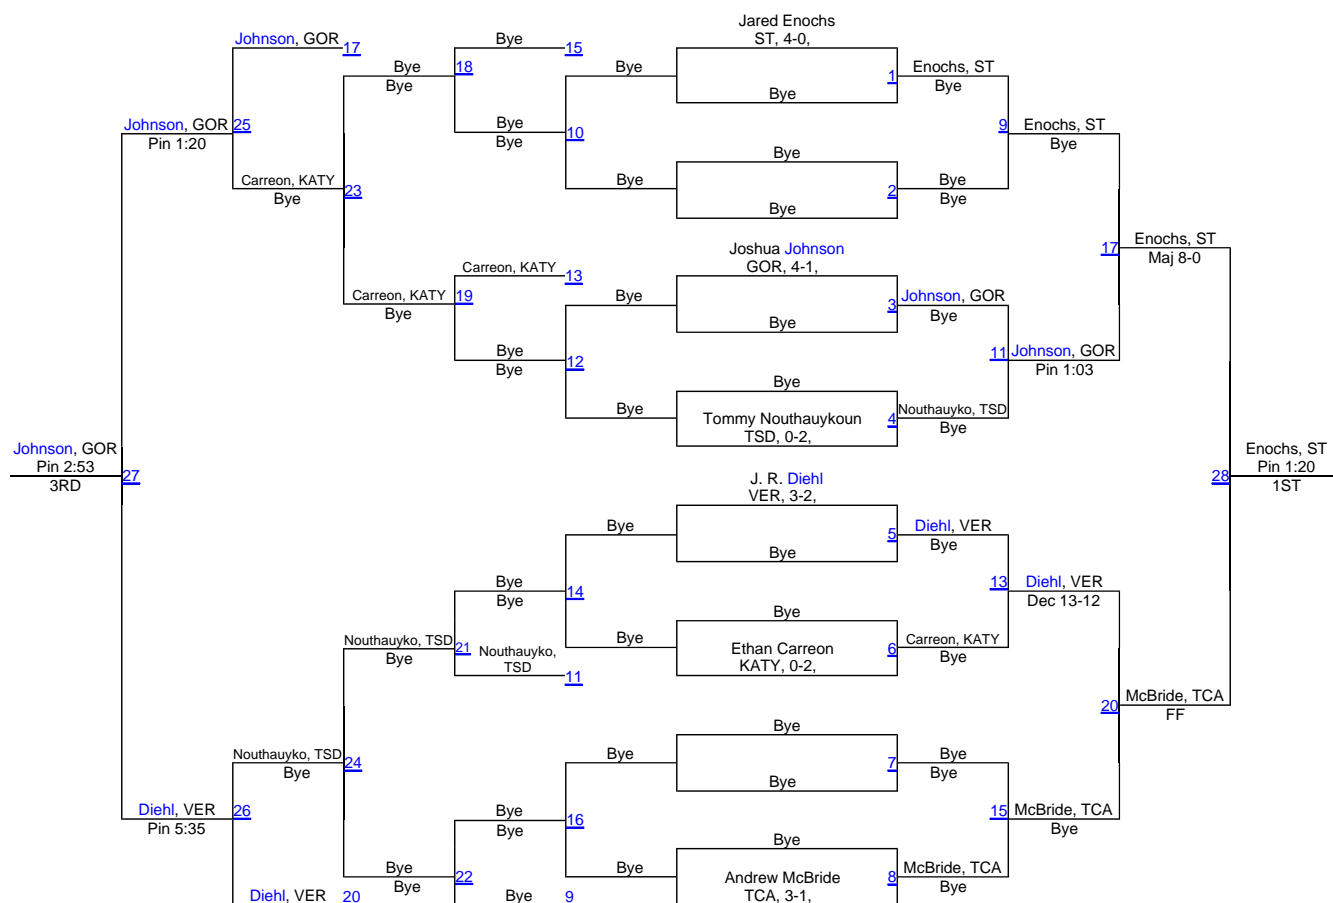 Jared Enochs
ST, 4-0,
Johnson, GOR
17
Bye
15
Bye
Bye
18
Bye
1
Enochs, ST
Bye
Bye
Johnson, GOR
Pin 1:20
25
Bye
Bye
10
9
Enochs, ST
Bye
Bye
Carreon, KATY
Bye
23
Bye
2
Bye
Bye
Bye
Joshua Johnson
GOR, 4-1,
17
Enochs, ST
Maj 8-0
Carreon, KATY
13
Carreon, KATY
Bye
19
Bye
3
Johnson, GOR
Bye
Bye
Bye
Bye
12
11
Johnson, GOR
Pin 1:03
Bye
Bye
Tommy Nouthauykoun
TSD, 0-2,
4
Nouthauyko, TSD
Bye
Johnson, GOR
Pin 2:53
3RD
27
28
Enochs, ST
Pin 1:20
1ST
J. R. Diehl
VER, 3-2,
Bye
5
Diehl, VER
Bye
Bye
Bye
Bye
14
13
Diehl, VER
Dec 13-12
Nouthauyko, TSD
Bye
21
Nouthauyko,
TSD
11
Bye
Bye
Ethan Carreon
KATY, 0-2,
6
Carreon, KATY
Bye
20
McBride, TCA
FF
Nouthauyko, TSD
Bye
24
Bye
Bye
Bye
7
Bye
Bye
Diehl, VER
Pin 5:35
26
Bye
Bye
16
15
McBride, TCA
Bye
Bye
Bye
22
Bye
Bye
Andrew McBride
TCA, 3-1,
8
McBride, TCA
Bye
Diehl, VER
20
Bye
9